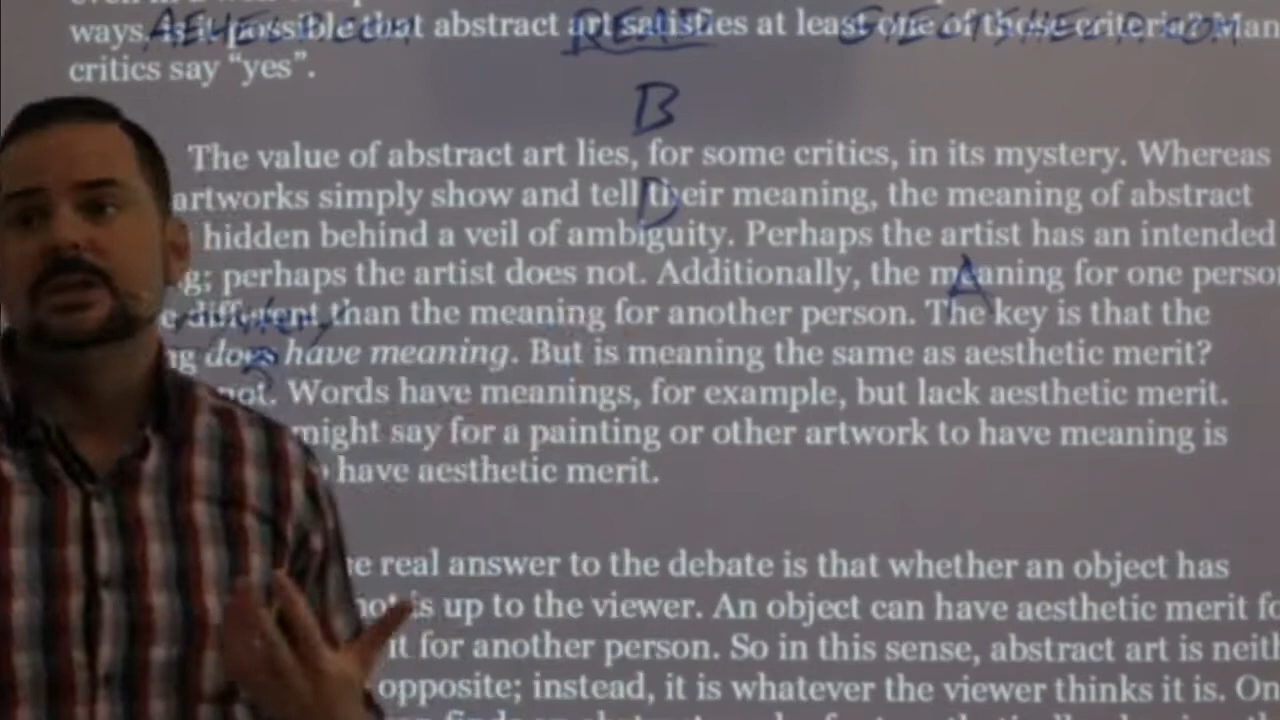 ways. Is it possible that abstract art satisfies at least one of those criteria? Man
critics say “yes”.
READ
B
The value of abstract art lies, for some critics, in its mystery. Whereas
artworks simply show and tell their meaning, the meaning of abstract
D
hidden behind a veil of ambiguity. Perhaps the artist has an intended
g; perhaps the artist does not. Additionally, the meaning for one perso
A
different than the meaning for another person. The key is that the
ng does have meaning. But is meaning the same as aesthetic merit?
not. Words have meanings, for example, but lack aesthetic merit.
might say for a painting or other artwork to have meaning is
have aesthetic merit.
e real answer to the debate is that whether an object has
not is up to the viewer. An object can have aesthetic merit fo
it for another person. So in this sense, abstract art is neith
opposite; instead, it is whatever the viewer thinks it is. On